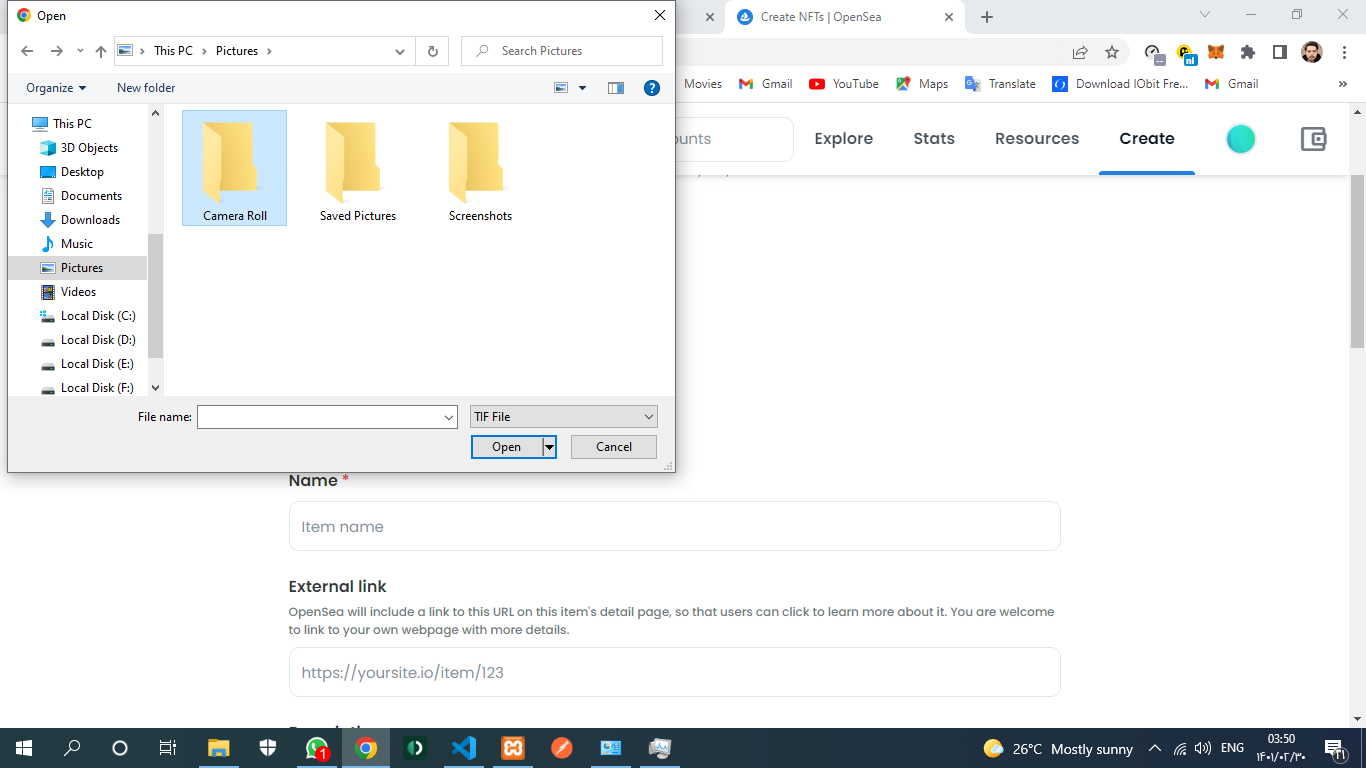 Open
Create NFTs | OpenSea
This PC
Pictures
Search Pictures
Organize
New folder
Movies
Gmail
YouTube
Maps
Translate
Download IObit Fre...
Gmail
»
nl
This PC
3D Objects
Desktop
Documents
Downloads
Music
Pictures
Videos
Local Disk (C:)
Local Disk (D:)
Local Disk (E:)
Local Disk (F:)
Camera Roll
Saved Pictures
Screenshots
ounts
Explore
Stats
Resources
Create
File name:
TIF File
Open
Cancel
Name *
Item name
External link
OpenSea will include a link to this URL on this item's detail page, so that users can click to learn more about it. You are welcome
to link to your own webpage with more details.
https://yoursite.io/item/123
1
26°C Mostly sunny
ENG
03:50
۱۴۰۱/۰۲/۳۰